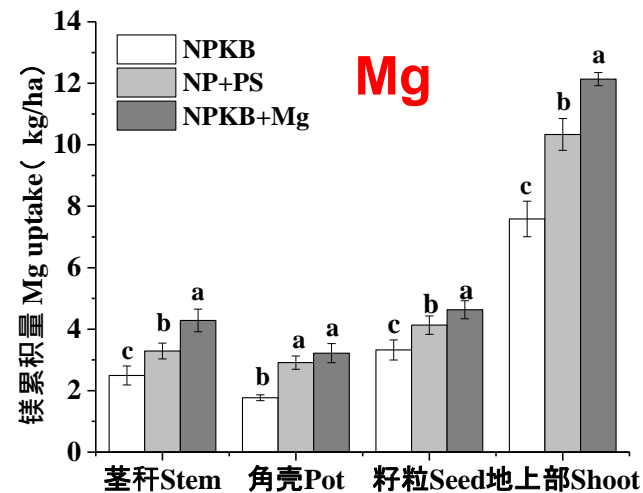 镁累积量 Mg uptake( kg/ha)
14
12
10
8
6
4
2
0
NPKB
NP+PS
NPKB+Mg
Mg
c
b
a
b
a
a
c
b
a
c
b
a
茎秆Stem 角壳Pot 籽粒Seed 地上部Shoot